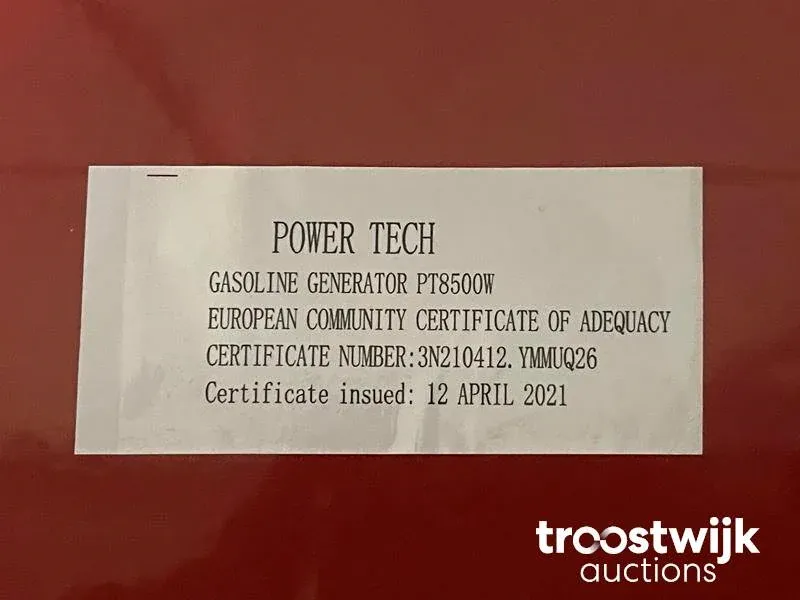 POWER TECH
GASOLINE GENERATOR PT8500W
EUROPEAN COMMUNITY CERTIFICATE OF ADEQUACY
CERTIFICATE NUMBER:3N210412.YMMUQ26
Certificate insued: 12 APRIL 2021
troostwijk
auctions